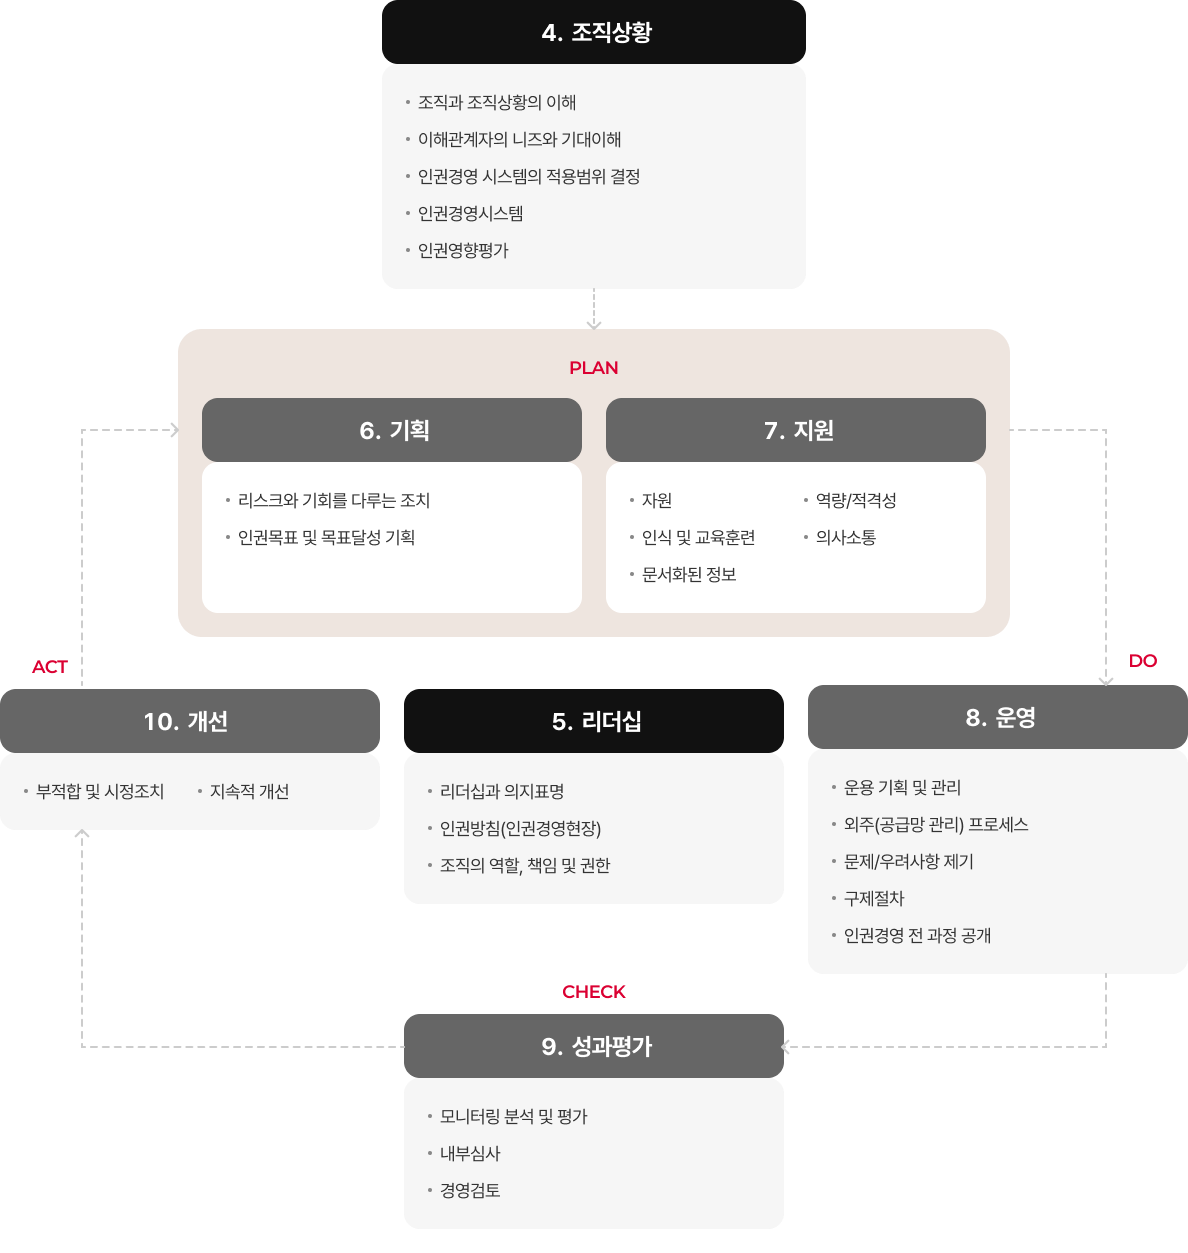 4. 조직상황
• 조직과 조직상황의 이해
• 이해관계자의 니즈와 기대이해
• 인권경영 시스템의 적용범위 결정
• 인권경영시스템
• 인권영향평가
PLAN
6. 기획
• 리스크와 기회를 다루는 조치
• 인권목표 및 목표달성 기획
7. 지원
• 자원
• 역량/적격성
• 인식 및 교육훈련
• 의사소통
• 문서화된 정보
ACT
10. 개선
• 부적합 및 시정조치
• 지속적 개선
5. 리더십
• 리더십과 의지표명
• 인권방침(인권경영현장)
• 조직의 역할, 책임 및 권한
DO
8. 운영
• 운용 기획 및 관리
• 외주(공급망 관리) 프로세스
• 문제/우려사항 제기
• 구제절차
• 인권경영 전 과정 공개
CHECK
9. 성과평가
• 모니터링 분석 및 평가
• 내부심사
• 경영검토